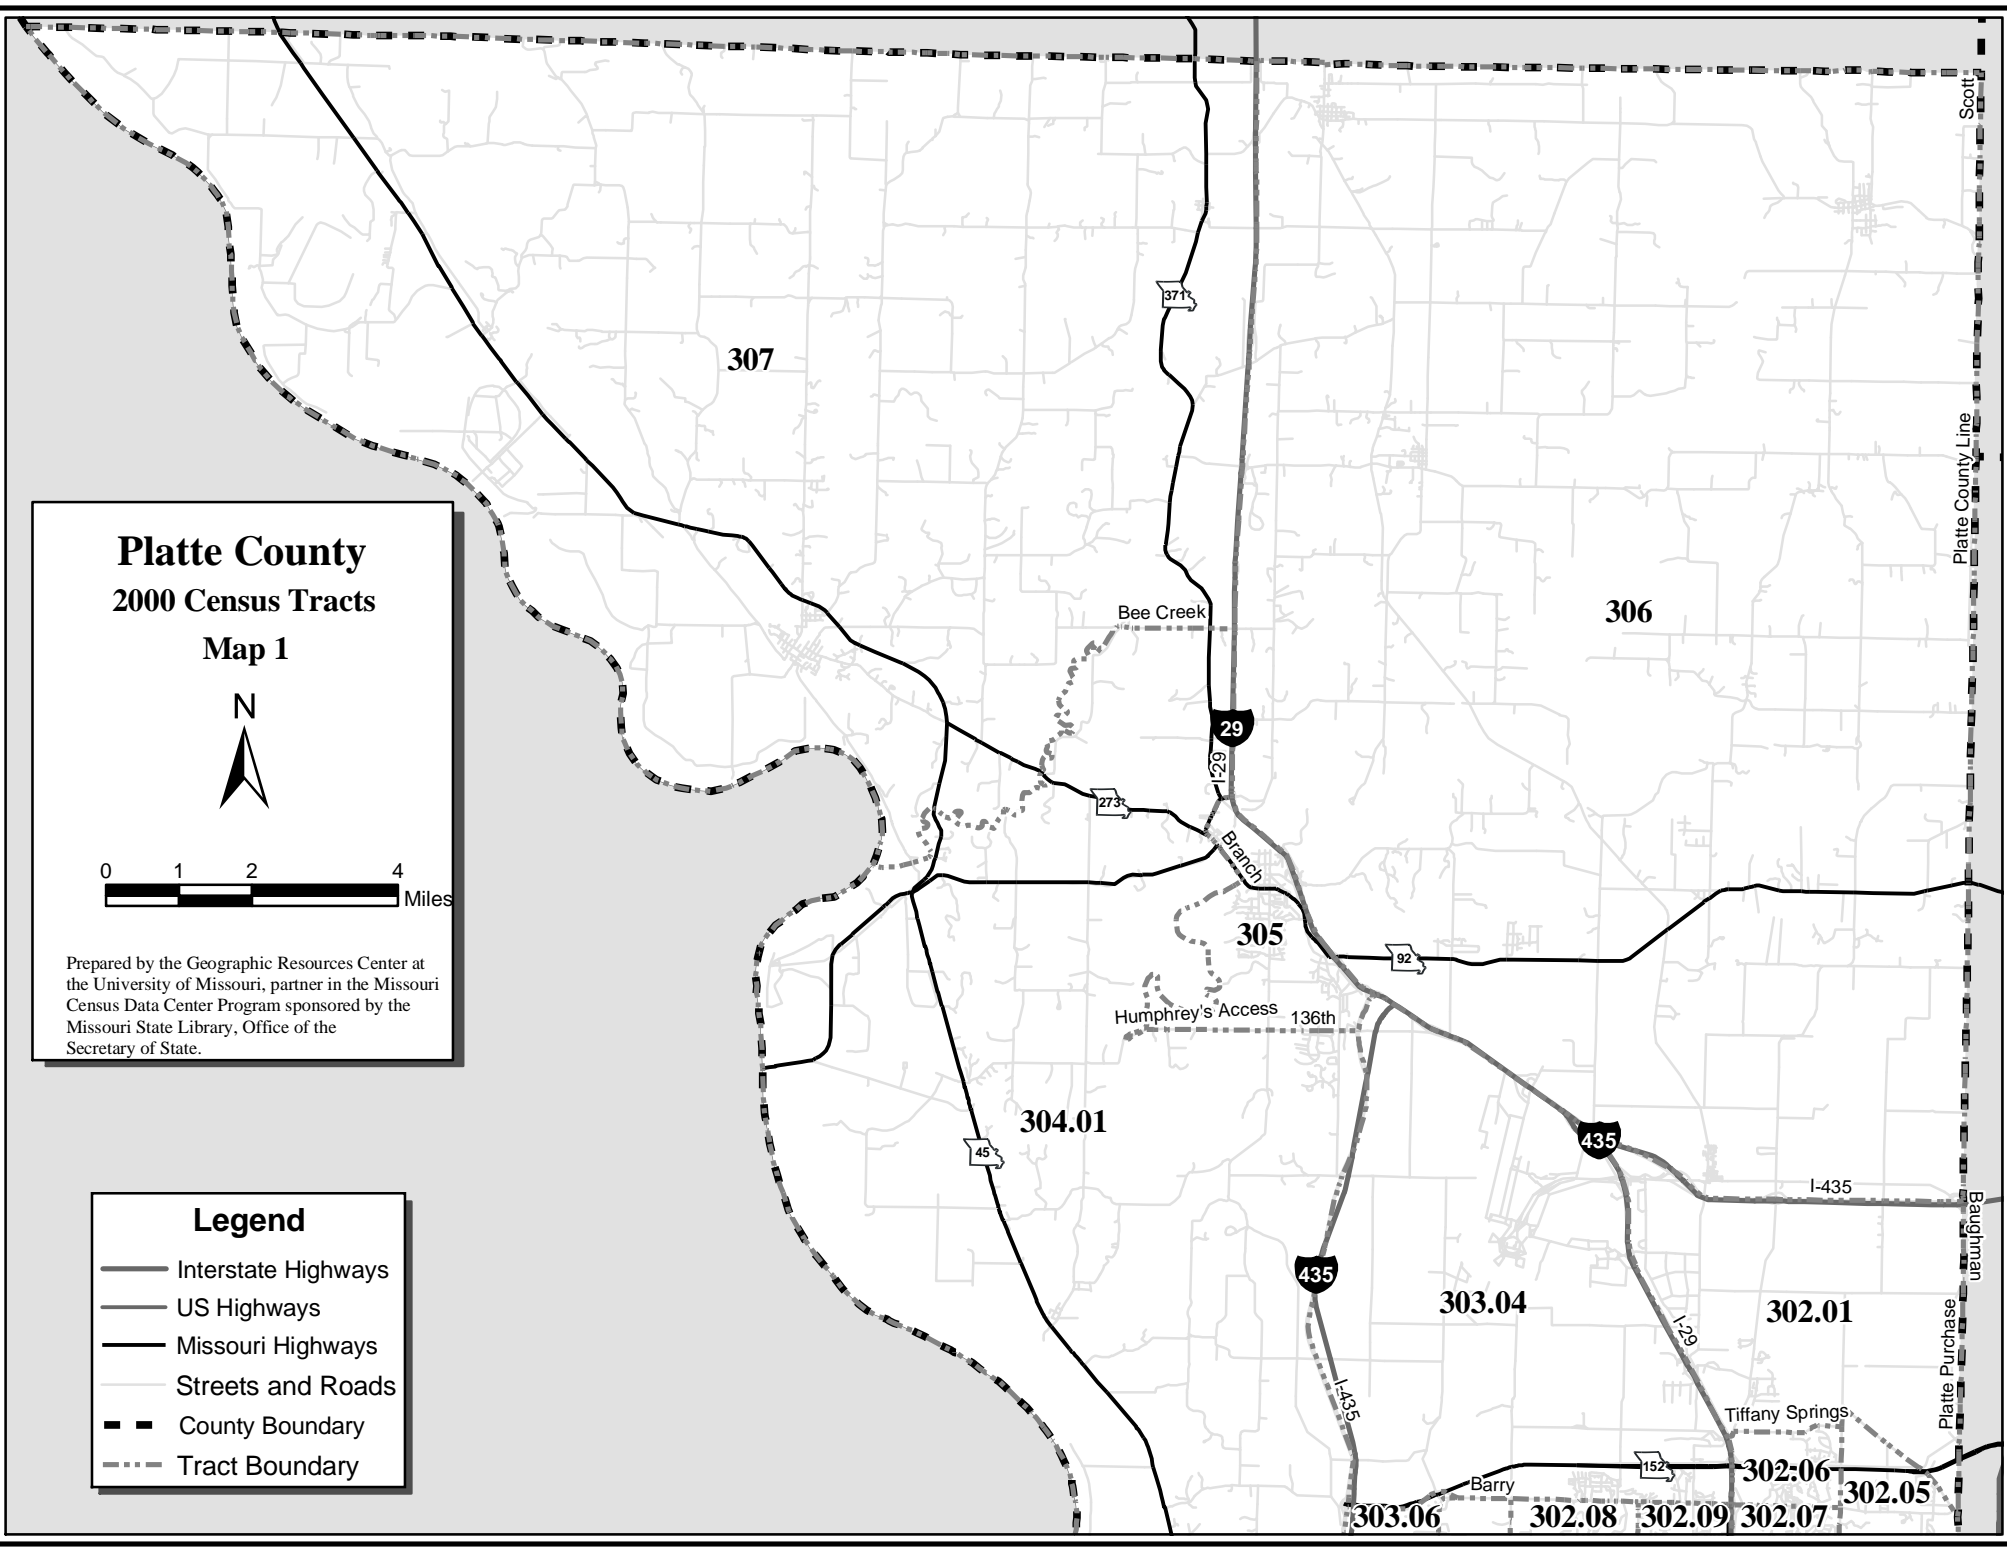 Scott
371
307
Platte County Line
Platte County
2000 Census Tracts
Map 1
N
0 1 2 4
Miles
Prepared by the Geographic Resources Center at
the University of Missouri, partner in the Missouri
Census Data Center Program sponsored by the
Missouri State Library, Office of the
Secretary of State.
Bee Creek
306
29
I-29
273
Branch
305
92
Humphrey's Access
136th
304.01
435
45
I-435
Baughman
Legend
Interstate Highways
US Highways
Missouri Highways
Streets and Roads
County Boundary
Tract Boundary
435
303.04
302.01
I-29
Platte Purchase
I-435
Tiffany Springs
152
302.06
Barry
302.05
303.06
302.08
302.09
302.07